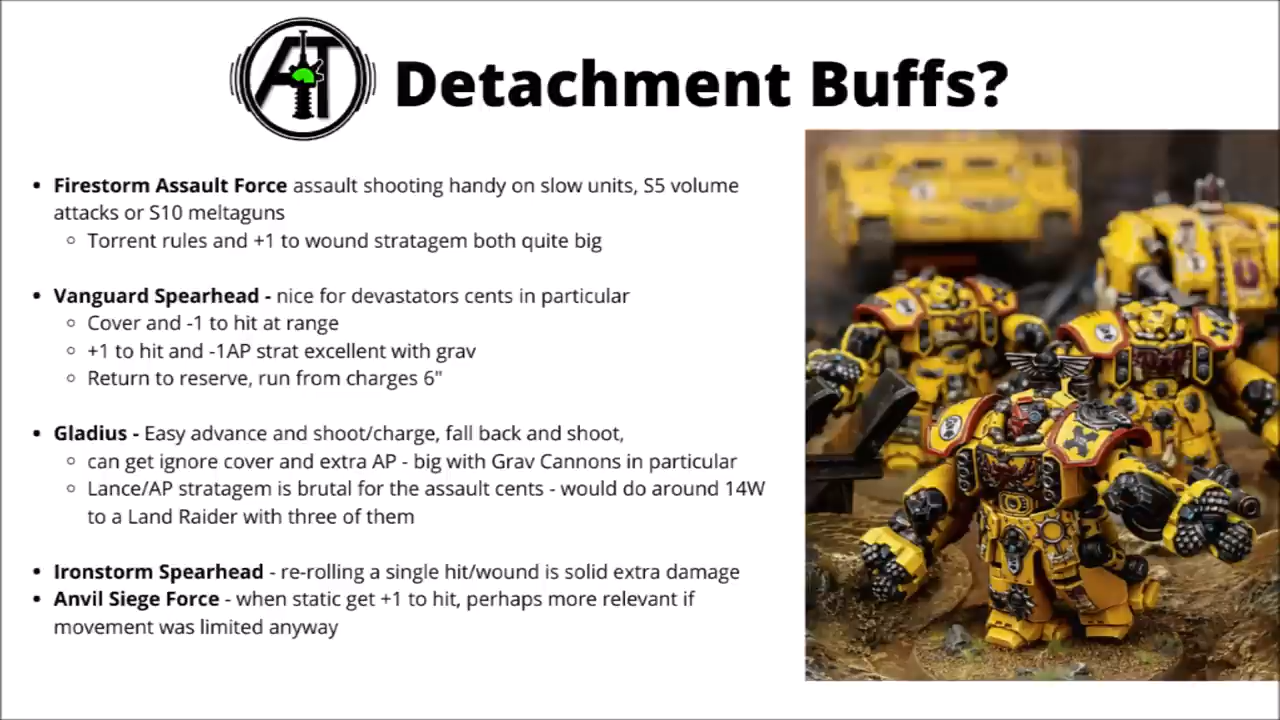 AT
Detachment Buffs?
• Firestorm Assault Force assault shooting handy on slow units, S5 volume
attacks or S10 meltaguns
◦ Torrent rules and +1 to wound stratagem both quite big
• Vanguard Spearhead - nice for devastators cents in particular
◦ Cover and -1 to hit at range
◦ +1 to hit and -1AP strat excellent with grav
◦ Return to reserve, run from charges 6"
• Gladius - Easy advance and shoot/charge, fall back and shoot,
◦ can get ignore cover and extra AP - big with Grav Cannons in particular
◦ Lance/AP stratagem is brutal for the assault cents - would do around 14W
to a Land Raider with three of them
• Ironstorm Spearhead - re-rolling a single hit/wound is solid extra damage
• Anvil Siege Force - when static get +1 to hit, perhaps more relevant if
movement was limited anyway